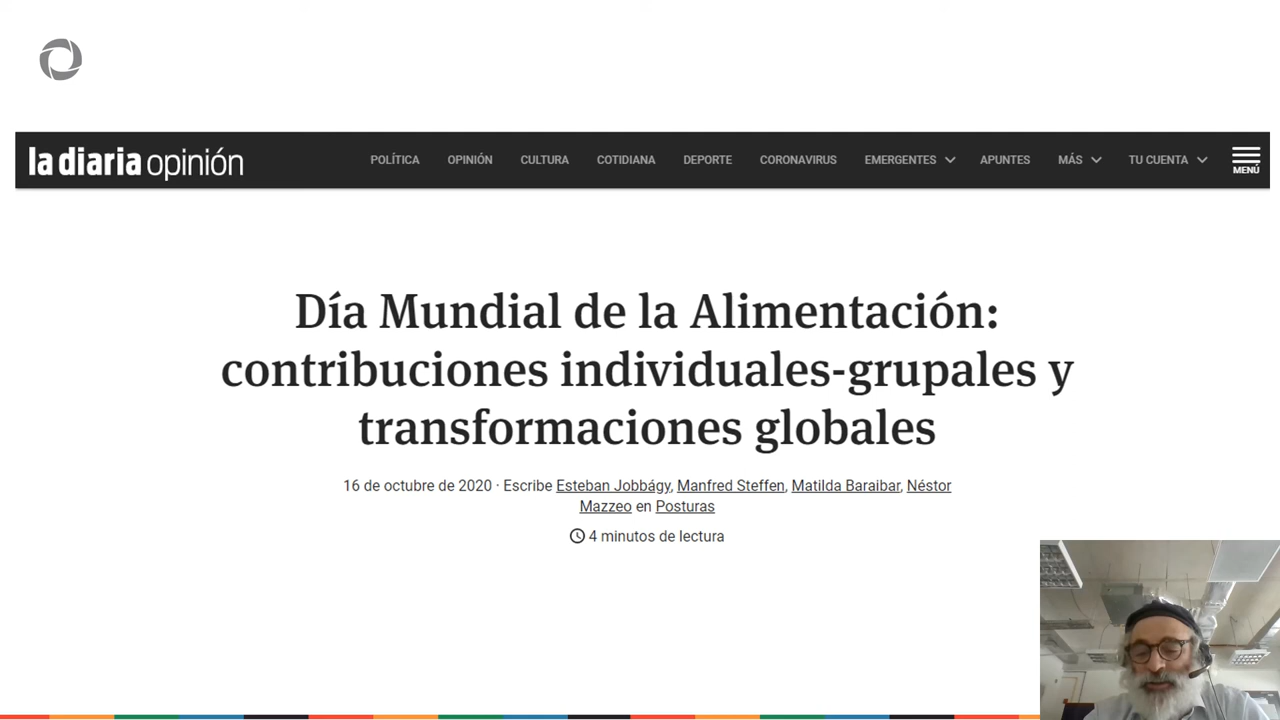 la diaria opinión
POLÍTICA OPINIÓN CULTURA COTIDIANA DEPORTE CORONAVIRUS EMERGENTES APUNTES MÁS TU CUENTA MENÚ
Día Mundial de la Alimentación:
contribuciones individuales-grupales y
transformaciones globales
16 de octubre de 2020 · Escribe Esteban Jobbágy, Manfred Steffen, Matilda Baraibar, Néstor
Mazzeo en Posturas
4 minutos de lectura